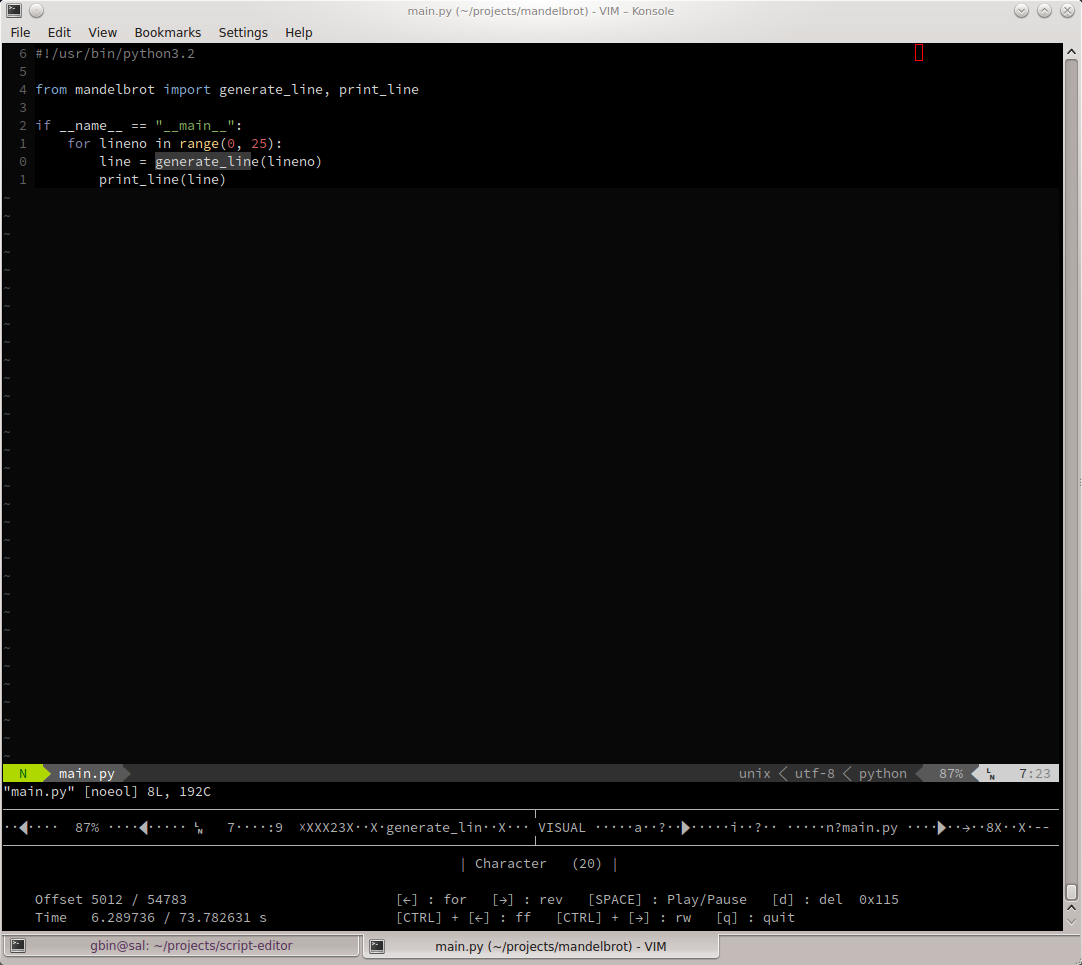 main.py (~/projects/mandelbrot) - VIM – Konsole
File Edit View Bookmarks Settings Help
6 #!/usr/bin/python3.2
5
4 from mandelbrot import generate_line, print_line
3
2 if __name__ == "__main__":
1     for lineno in range(0, 25):
0         line = generate_line(lineno)
1         print_line(line)
N main.py unix utf-8 python 87% LN 7:23
"main.py" [noeol] 8L, 192C
··◀···· 87% ····◀····· LN 7····:9 xXXX23X··X·generate_lin··X··· VISUAL ·····a··?··▶·····i··?·· ·····n?main.py ····▶··→··8X··X·--
| Character (20) |
Offset 5012 / 54783 [←] : for [→] : rev [SPACE] : Play/Pause [d] : del 0x115
Time 6.289736 / 73.782631 s [CTRL] + [←] : ff [CTRL] + [→] : rw [q] : quit
gbin@sal: ~/projects/script-editor main.py (~/projects/mandelbrot) - VIM